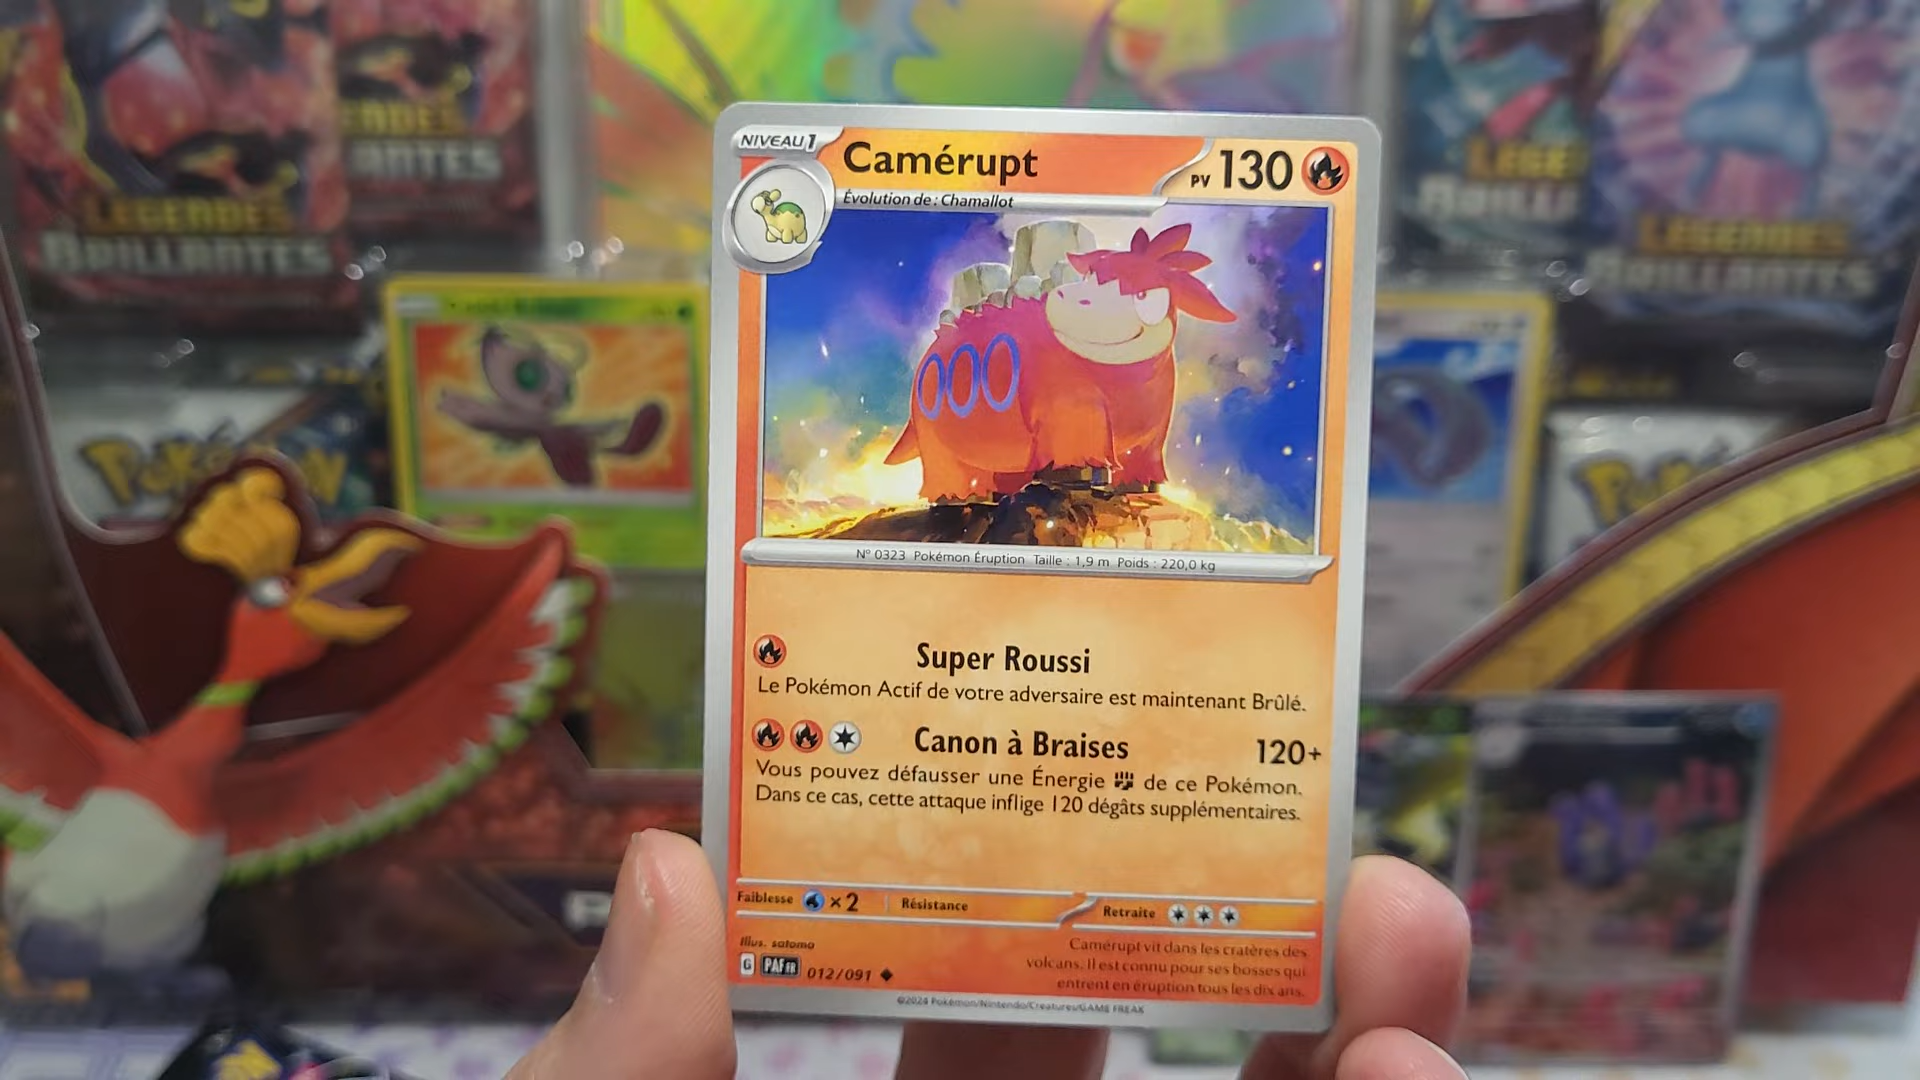 LEGENDES
BRILLANTES
LEGENDES
BRILLANTES
POKÉMON
NIVEAU 1
Camérupt
PV 130
Évolution de : Chamallot
N° 0323 Pokémon Éruption Taille : 1,9 m Poids : 220,0 kg
Super Roussi
Le Pokémon Actif de votre adversaire est maintenant Brûlé.
Canon à Braises 120+
Vous pouvez défausser une Énergie de ce Pokémon.
Dans ce cas, cette attaque inflige 120 dégâts supplémentaires.
Faiblesse ×2 Résistance Retraite
Illus. satoma
Camérupt vit dans les cratères des
volcans. Il est connu pour ses bosses qui
entrent en éruption tous les dix ans.
G PAF FR 012/091
©2024 Pokémon/Nintendo/Creatures/GAME FREAK